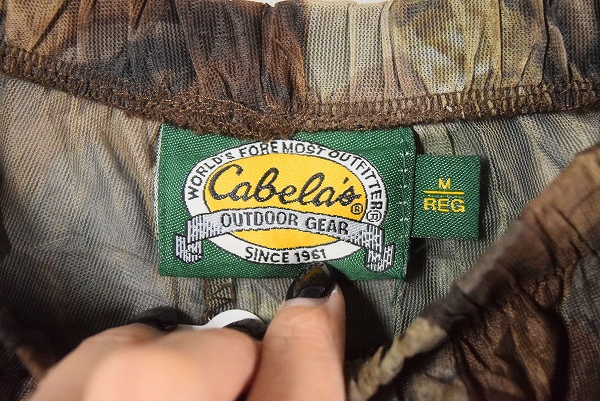 WORLD'S FOREMOST OUTFITTER®
Cabela's®
OUTDOOR GEAR
SINCE 1961
M
REG